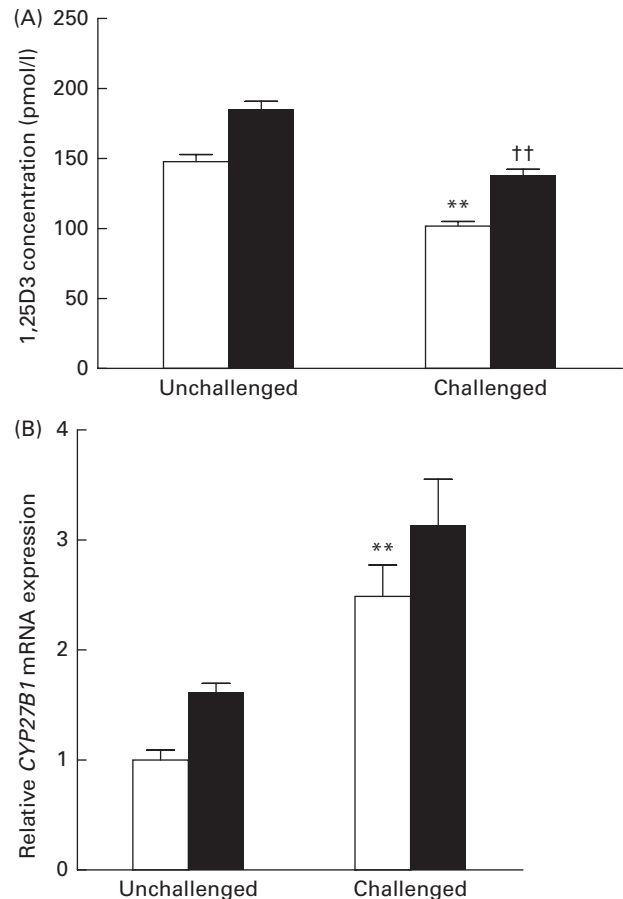 (A)
1,25D3 concentration (pmol/l)
250
200
150
100
50
0
**
††
Unchallenged
Challenged
(B)
Relative CYP27B1 mRNA expression
4
3
2
1
0
**
Unchallenged
Challenged